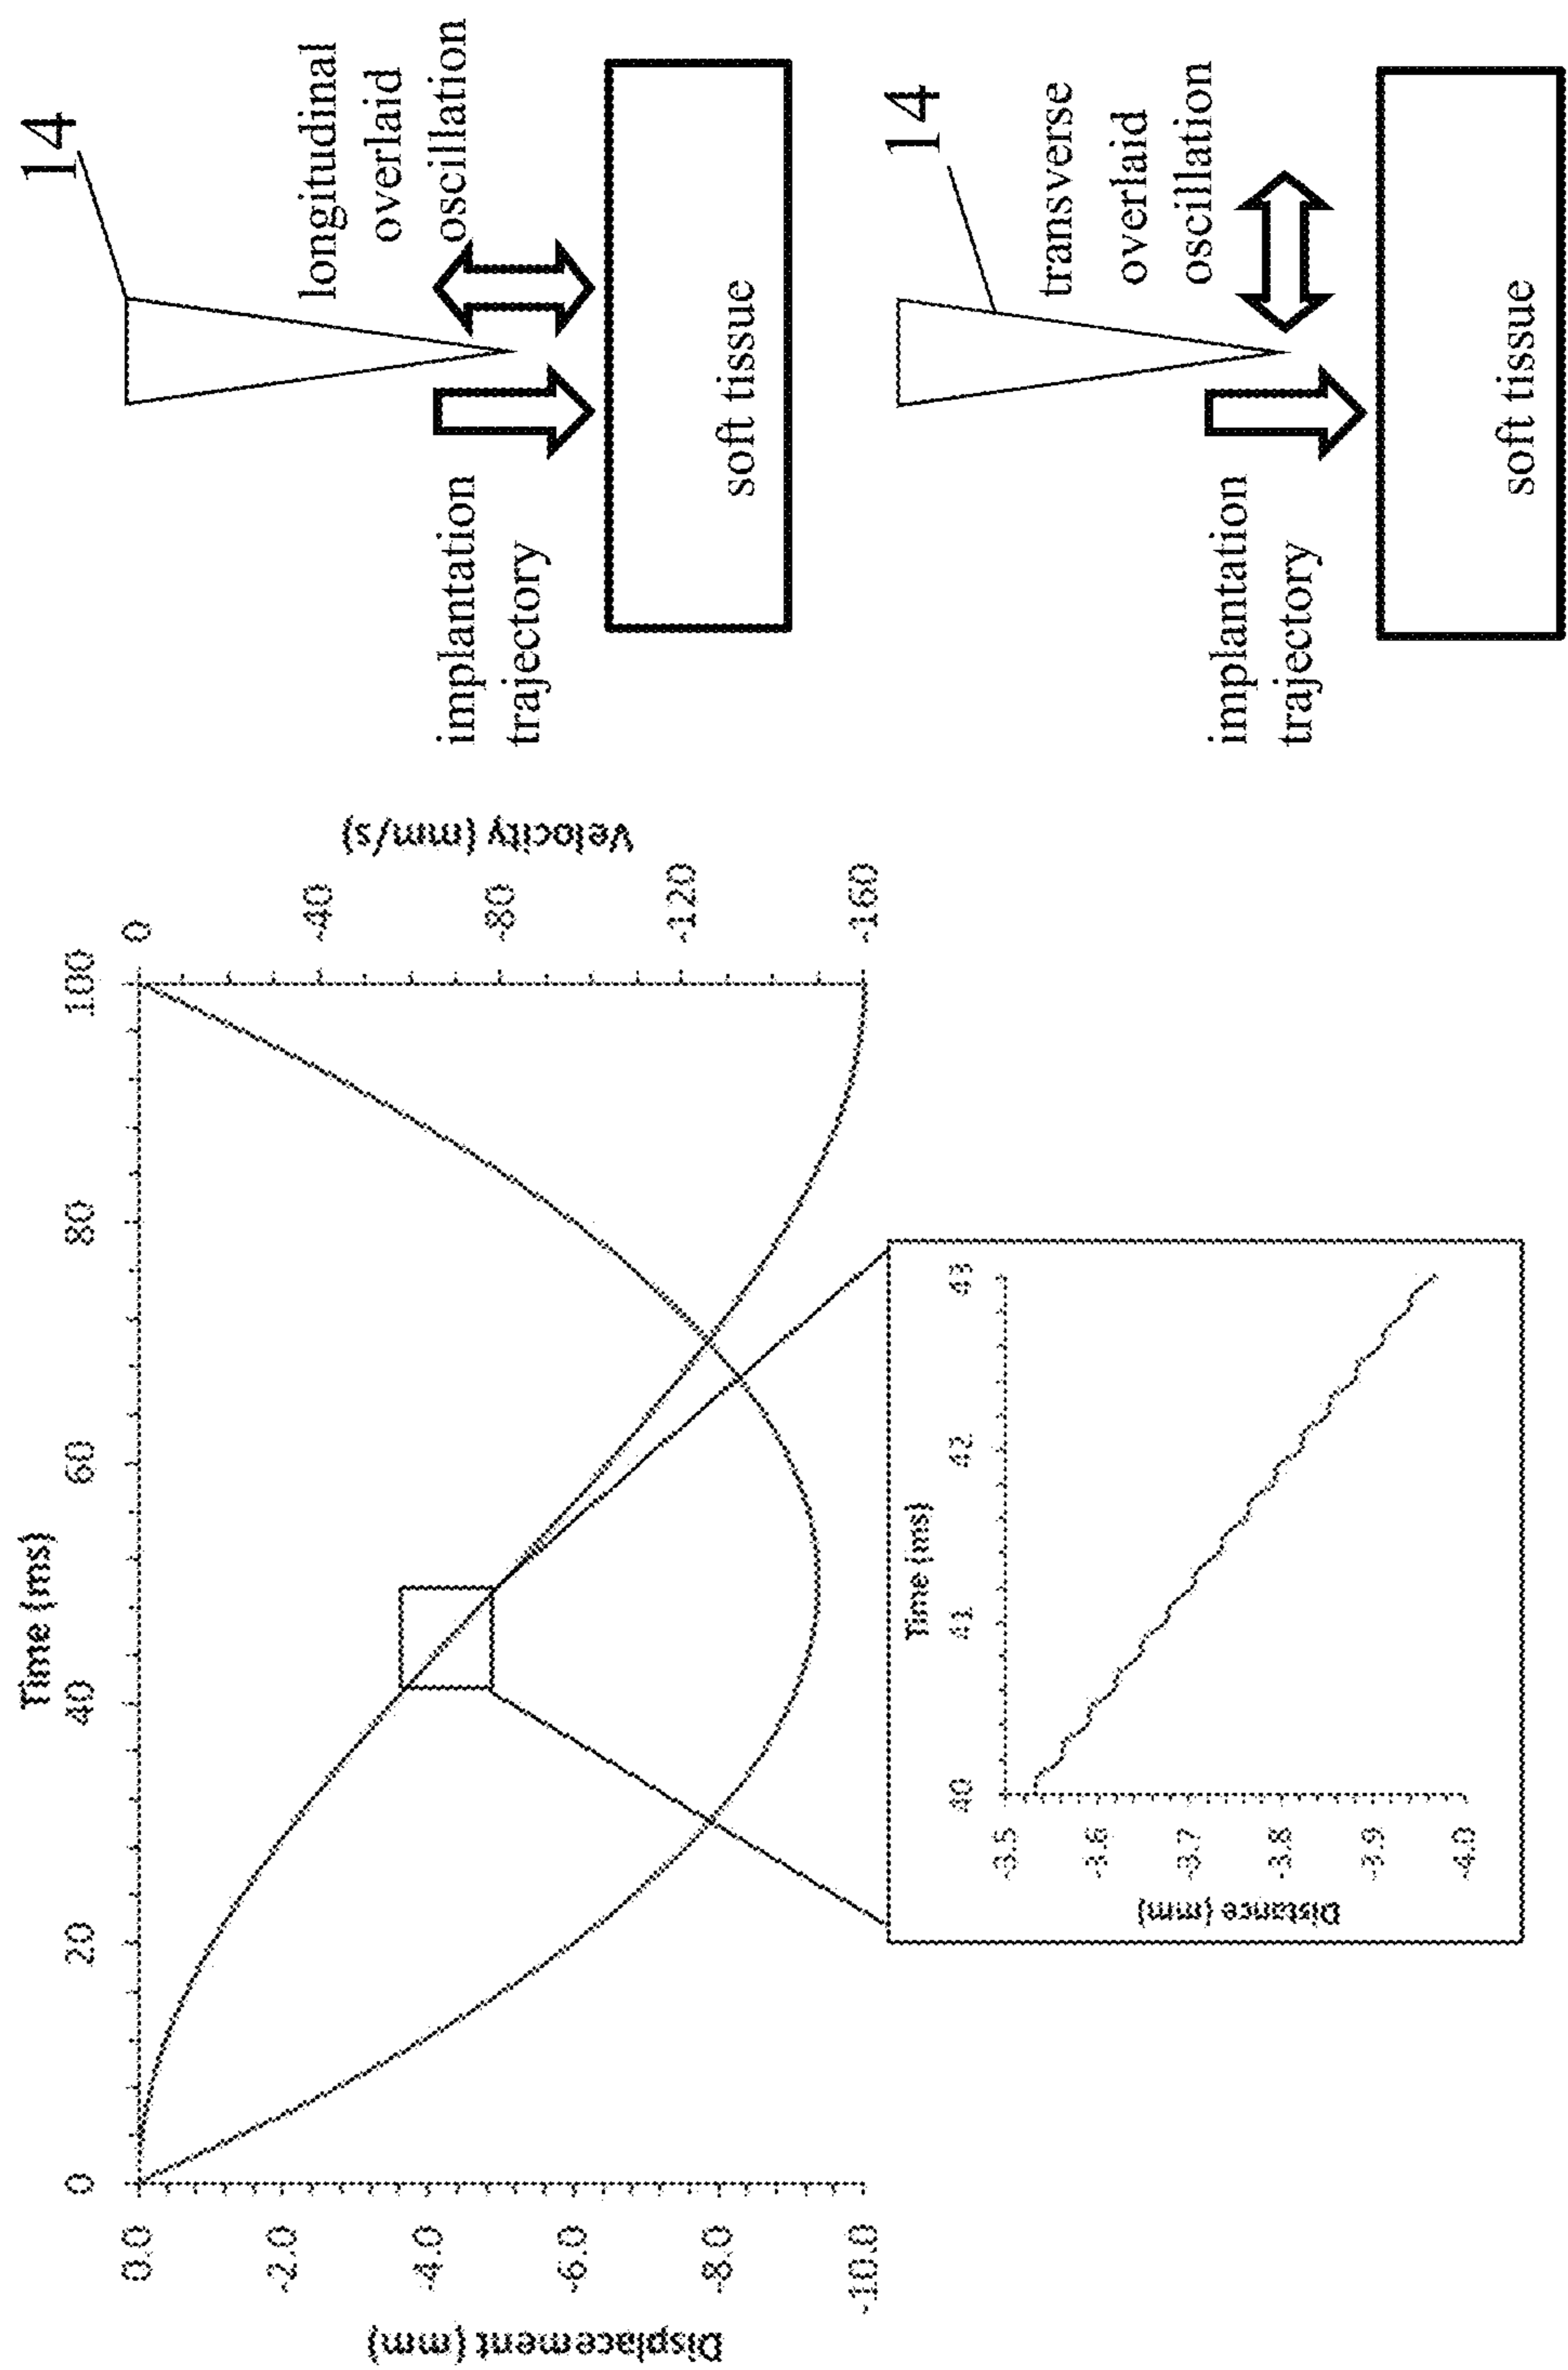 Time (ms)
0
20
40
60
80
100
0.0
-2.0
-4.0
-6.0
-8.0
-10.0
Displacement (mm)
0
-40
-80
-120
-160
Velocity (mm/s)
Time (ms)
40
41
42
43
-3.5
-3.6
-3.7
-3.8
-3.9
-4.0
Distance (mm)
14
longitudinal
overlaid
oscillation
implantation
trajectory
soft tissue
14
transverse
overlaid
oscillation
implantation
trajectory
soft tissue